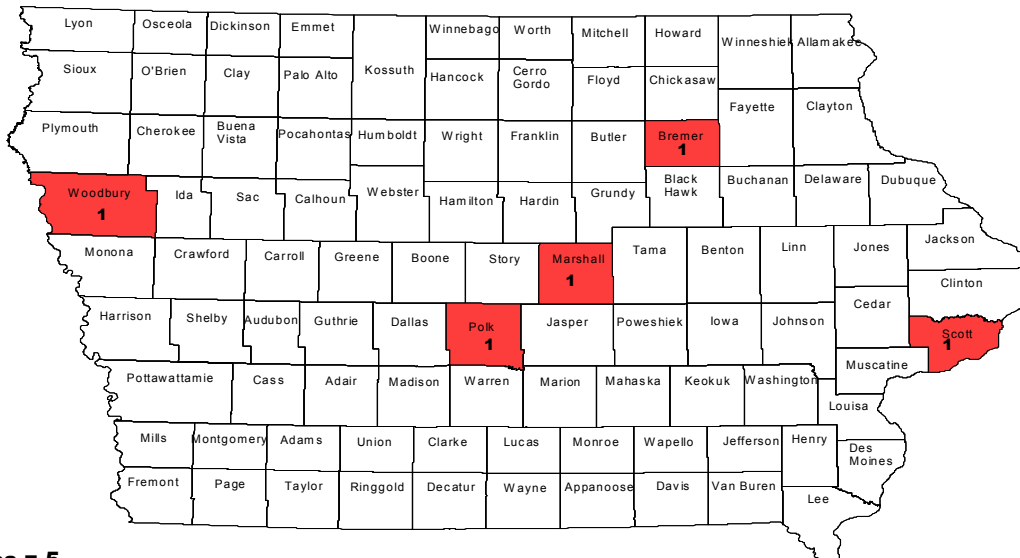 Lyon
Osceola
Dickinson
Emmet
Kossuth
Winnebago
Worth
Mitchell
Howard
Winneshiek
Allamakee
Sioux
O'Brien
Clay
Palo Alto
Hancock
Cerro
Gordo
Floyd
Chickasaw
Fayette
Clayton
Plymouth
Cherokee
Buena
Vista
Pocahontas
Humboldt
Wright
Franklin
Butler
Bremer
1
Woodbury
1
Ida
Sac
Calhoun
Webster
Hamilton
Hardin
Grundy
Black
Hawk
Buchanan
Delaware
Dubuque
Monona
Crawford
Carroll
Greene
Boone
Story
Marshall
1
Tama
Benton
Linn
Jones
Jackson
Clinton
Harrison
Shelby
Audubon
Guthrie
Dallas
Polk
1
Jasper
Poweshiek
Iowa
Johnson
Cedar
Scott
1
Muscatine
Pottawattamie
Cass
Adair
Madison
Warren
Marion
Mahaska
Keokuk
Washington
Louisa
Mills
Montgomery
Adams
Union
Clarke
Lucas
Monroe
Wapello
Jefferson
Henry
Des
Moines
Fremont
Page
Taylor
Ringgold
Decatur
Wayne
Appanoose
Davis
Van Buren
Lee
= 5